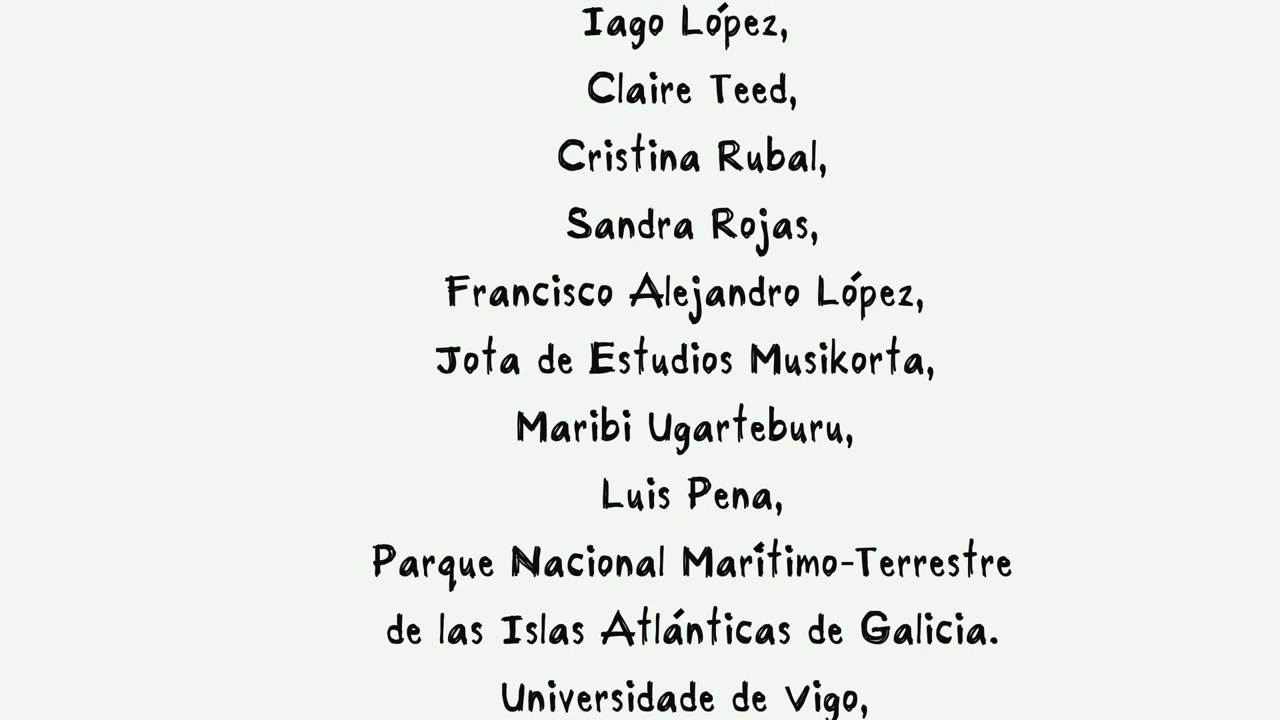 Iago López,
Claire Teed,
Cristina Rubal,
Sandra Rojas,
Francisco Alejandro López,
Jota de Estudios Musikorta,
Maribi Ugarteburu,
Luis Pena,
Parque Nacional Marítimo-Terrestre
de las Islas Atlánticas de Galicia.
Universidade de Vigo,